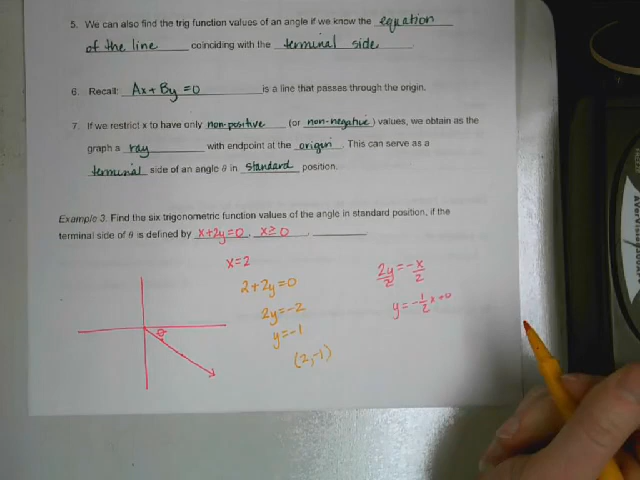 5. We can also find the trig function values of an angle if we know the equation
of the line coinciding with the terminal side.
6. Recall: Ax + By = 0 is a line that passes through the origin.
7. If we restrict x to have only non-positive (or non-negative) values, we obtain as the
graph a ray with endpoint at the origin. This can serve as a
terminal side of an angle θ in standard position.
Example 3. Find the six trigonometric function values of the angle in standard position, if the
terminal side of θ is defined by x+2y=0, x≥0.
x=2
2+2y=0
2y=-2
y=-1
(2,-1)
2y/2 = -x/2
y=-1/2 x+0
θ